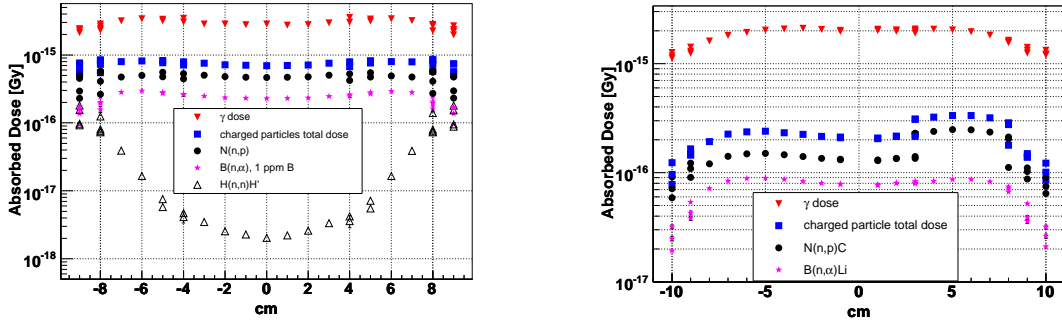 Absorbed Dose [Gy]
10⁻¹⁵
10⁻¹⁶
10⁻¹⁷
10⁻¹⁸
γ dose
charged particles total dose
N(n,p)
B(n,α), 1 ppm B
H(n,n)H'
-8 -6 -4 -2 0 2 4 6 8
cm
Absorbed Dose [Gy]
10⁻¹⁵
10⁻¹⁶
10⁻¹⁷
γ dose
charged particle total dose
N(n,p)C
B(n,α)Li
-10 -5 0 5 10
cm